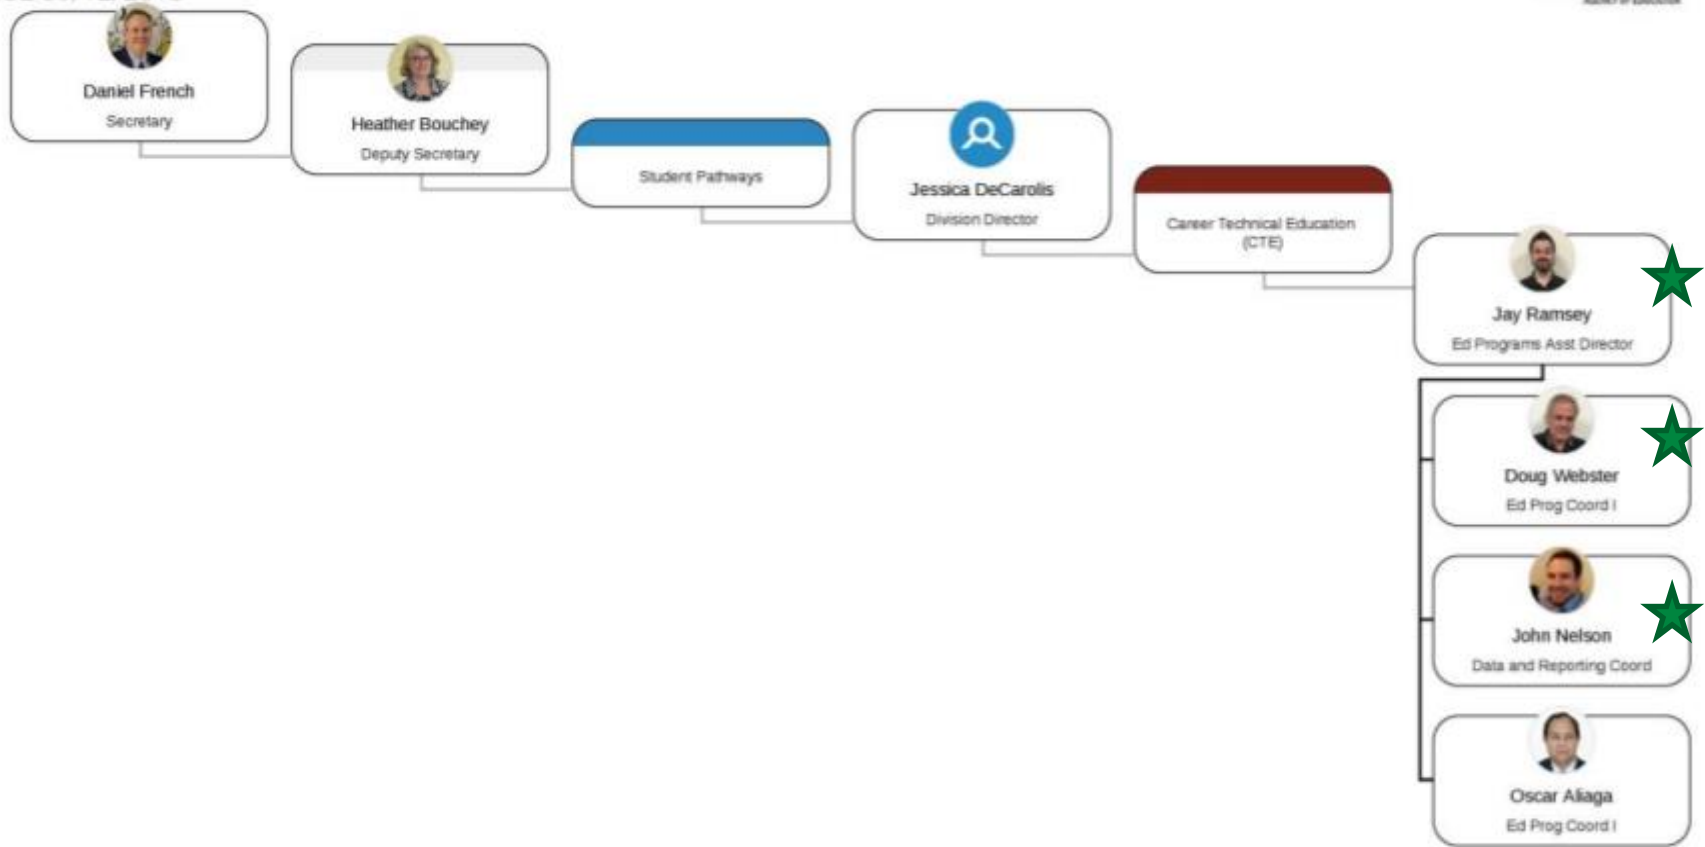 Daniel French
Secretary
Heather Bouchey
Deputy Secretary
Student Pathways
Jessica DeCarolis
Division Director
Career Technical Education
(CTE)
Jay Ramsey
Ed Programs Asst Director
Doug Webster
Ed Prog Coord I
John Nelson
Data and Reporting Coord
Oscar Aliaga
Ed Prog Coord I